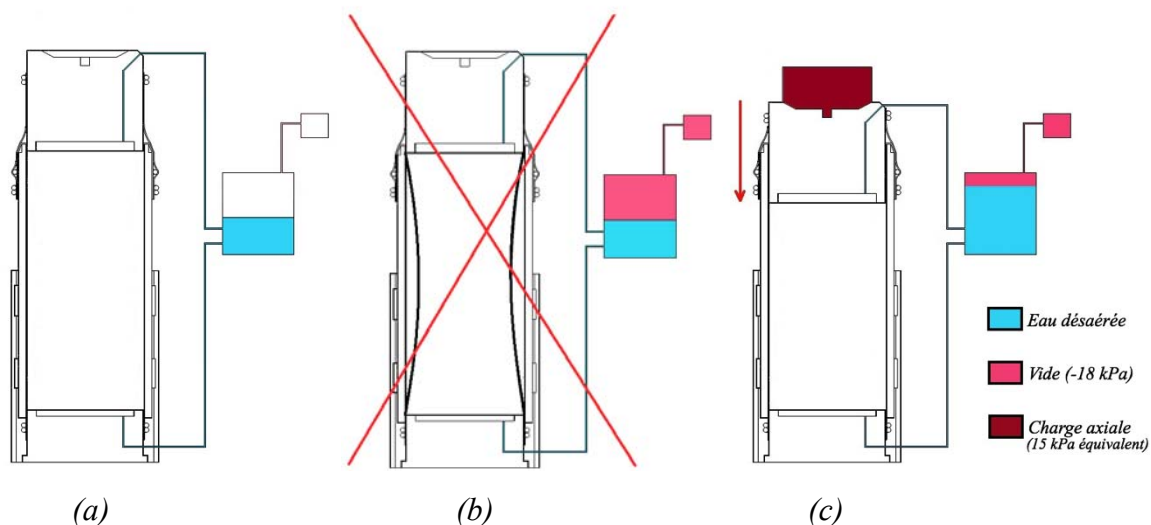 Eau désaérée
Vide (-18 kPa)
Charge axiale
(15 kPa équivalent)
(a)
(b)
(c)